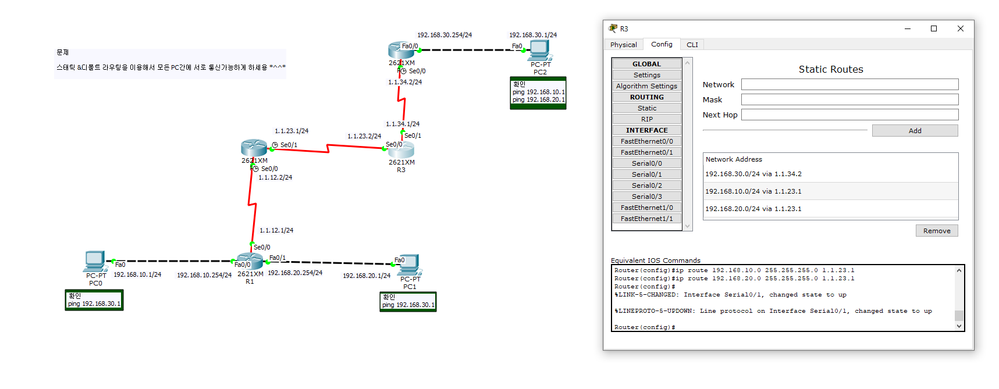 문제
스태틱 &디폴트 라우팅을 이용해서 모든PC간에 서로 통신가능하게 하세용 *^^*
192.168.30.254/24
192.168.30.1/24
Fa0/0
Fa0
2621XM
Se0/0
1.1.34.2/24
PC-PT
PC2
확인
ping 192.168.10.1
ping 192.168.20.1
1.1.34.1/24
1.1.23.1/24
1.1.23.2/24
Se0/1
Se0/1
Se0/0
2621XM
2621XM
R3
Se0/0
1.1.12.2/24
1.1.12.1/24
Se0/0
Fa0
Fa0/0
Fa0/1
Fa0
192.168.10.1/24
192.168.10.254/24
2621XM
R1
192.168.20.254/24
192.168.20.1/24
PC-PT
PC0
PC-PT
PC1
확인
ping 192.168.30.1
확인
ping 192.168.30.1
R3
Physical
Config
CLI
GLOBAL
Settings
Algorithm Settings
ROUTING
Static
RIP
INTERFACE
FastEthernet0/0
FastEthernet0/1
Serial0/0
Serial0/1
Serial0/2
Serial0/3
FastEthernet1/0
FastEthernet1/1
Static Routes
Network
Mask
Next Hop
Add
Network Address
192.168.30.0/24 via 1.1.34.2
192.168.10.0/24 via 1.1.23.1
192.168.20.0/24 via 1.1.23.1
Remove
Equivalent IOS Commands
Router(config)#ip route 192.168.10.0 255.255.255.0 1.1.23.1
Router(config)#ip route 192.168.20.0 255.255.255.0 1.1.23.1
Router(config)#
%LINK-5-CHANGED: Interface Serial0/1, changed state to up
%LINEPROTO-5-UPDOWN: Line protocol on Interface Serial0/1, changed state to up
Router(config)#